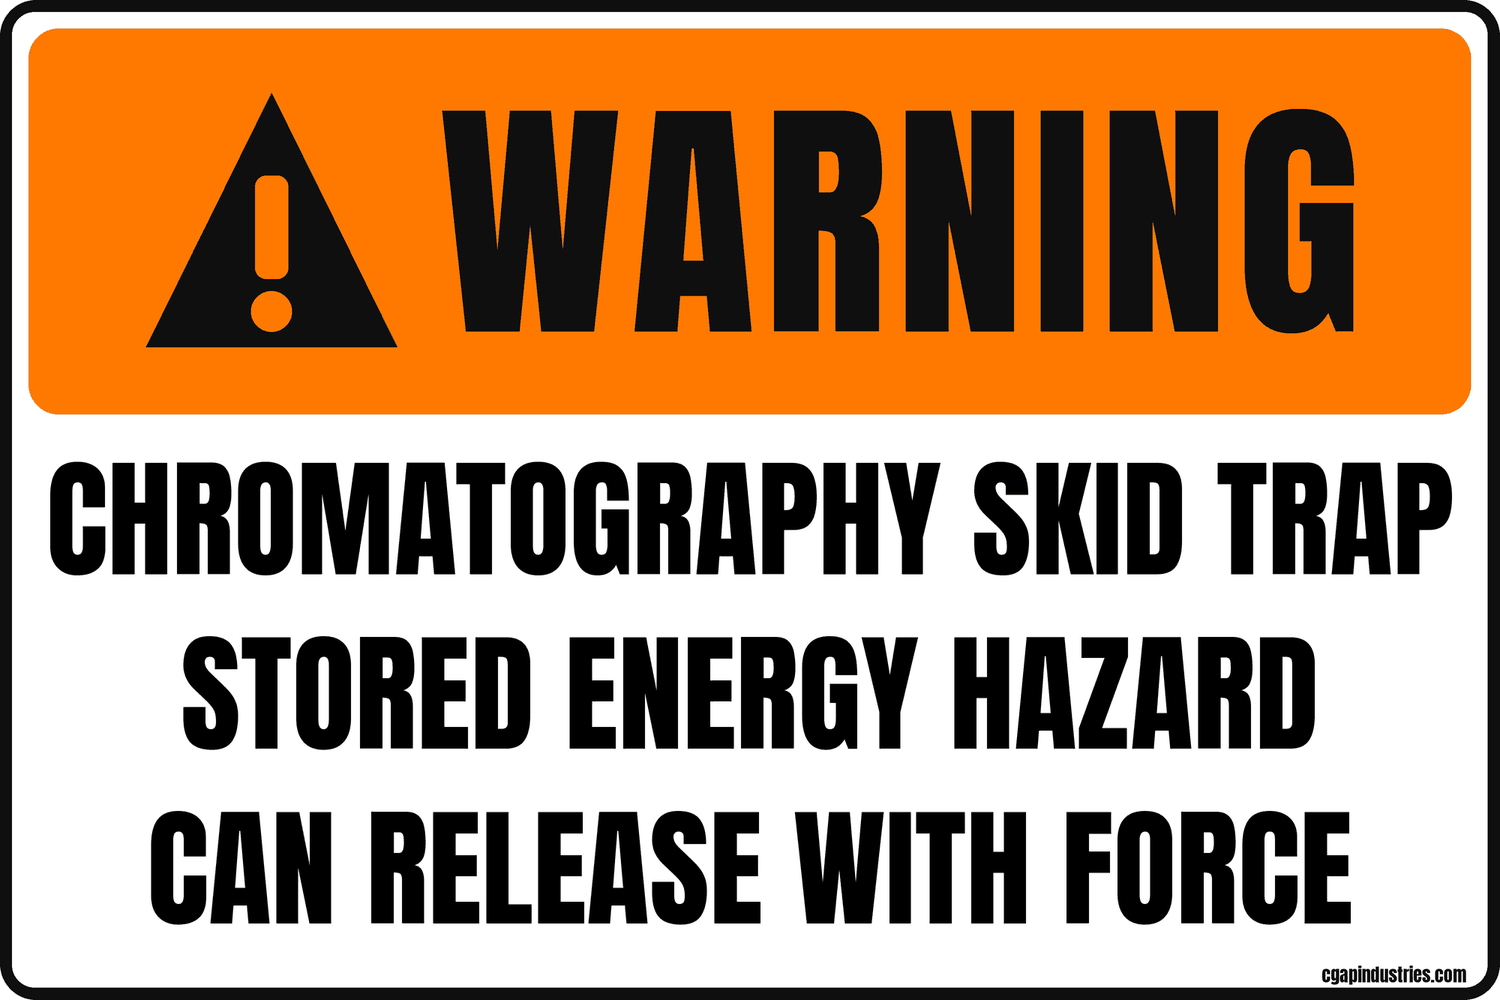 WARNING
CHROMATOGRAPHY SKID TRAP
STORED ENERGY HAZARD
CAN RELEASE WITH FORCE
cgapindustries.com